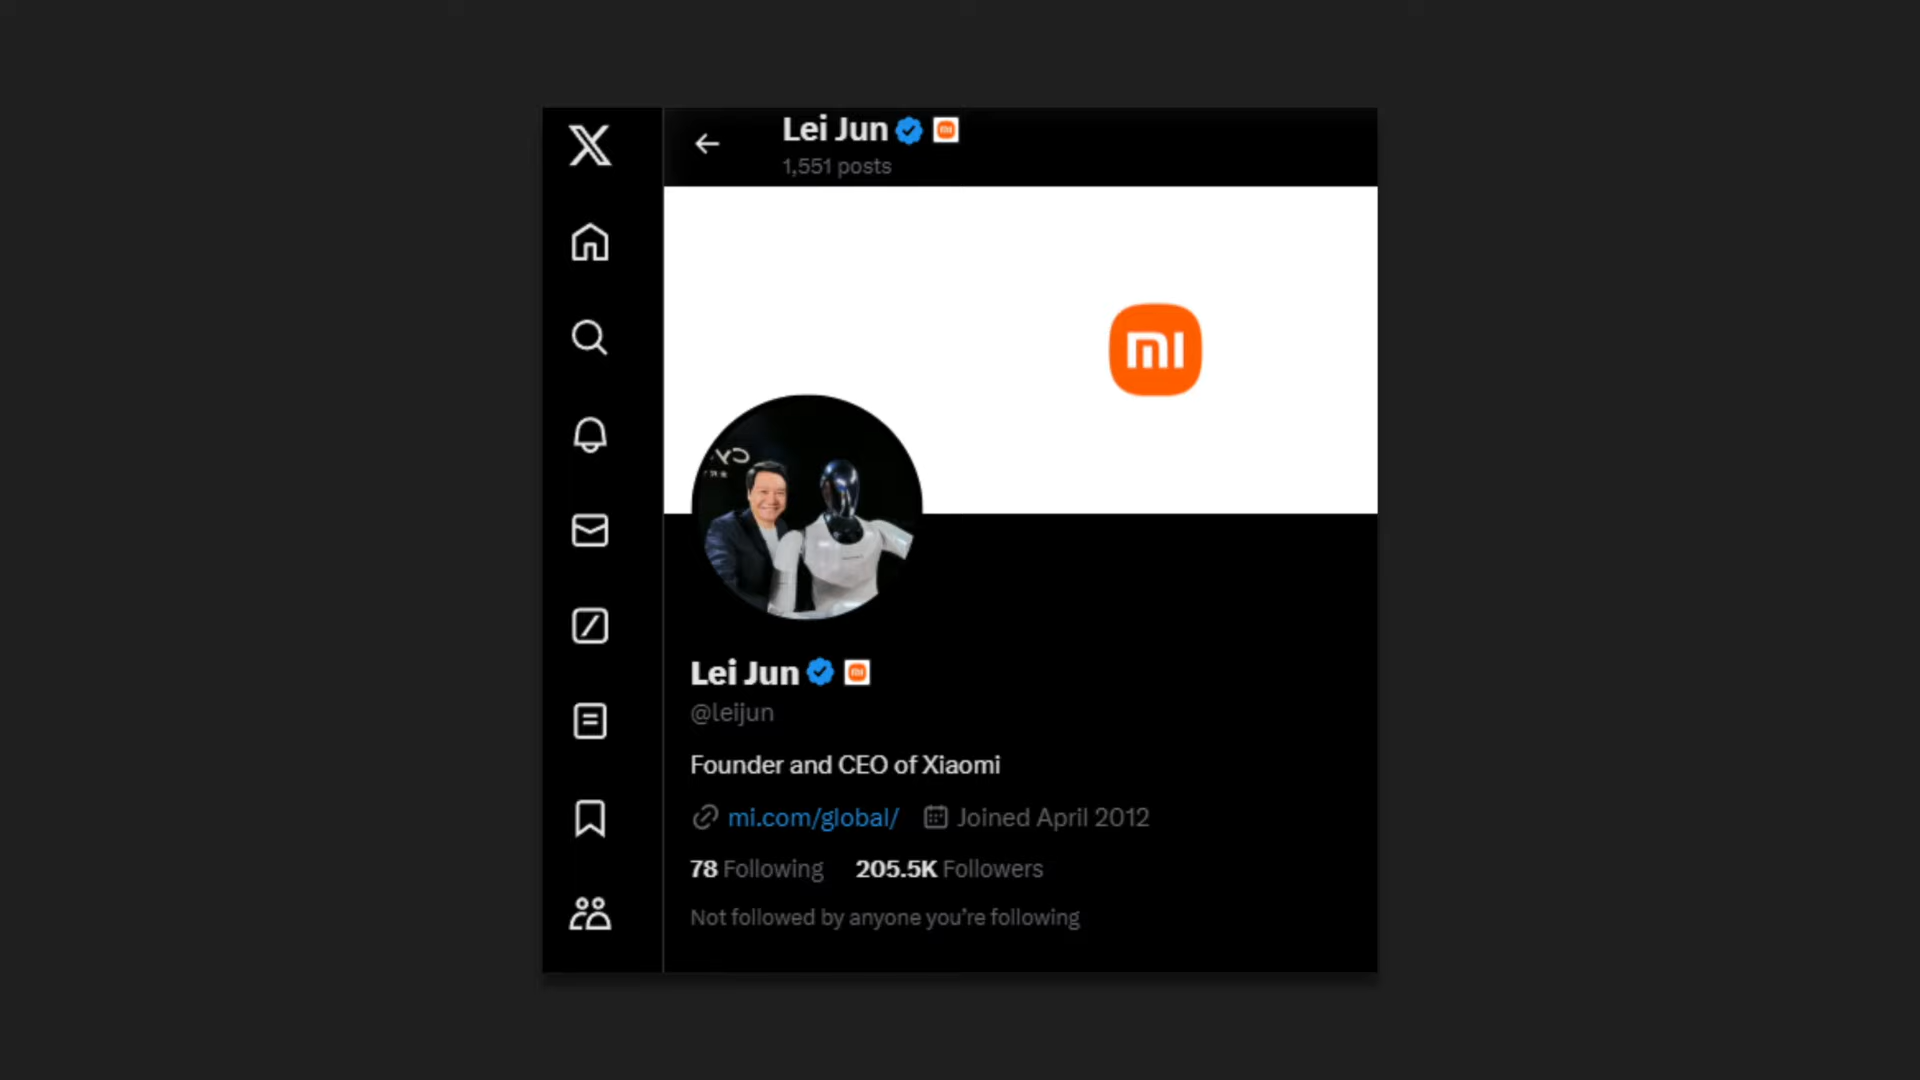 Lei Jun
1,551 posts
mi
Lei Jun
@leijun
Founder and CEO of Xiaomi
mi.com/global/ Joined April 2012
78 Following 205.5K Followers
Not followed by anyone you're following